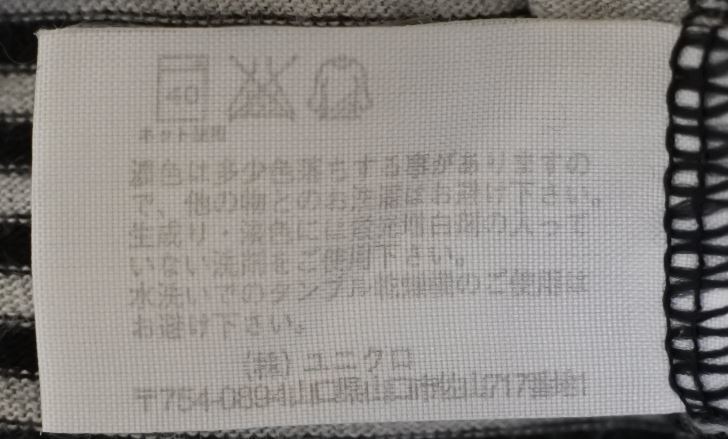 40
ネット使用
濃色は多少色落ちする事がありますの
で、他の物とのお洗濯はお避け下さい。
生成り・淡色には蛍光増白剤の入って
いない洗剤をご使用下さい。
水洗いでのタンブル乾燥機のご使用は
お避け下さい。
(株)ユニクロ
〒754-0894山口県山口市佐山717番地1